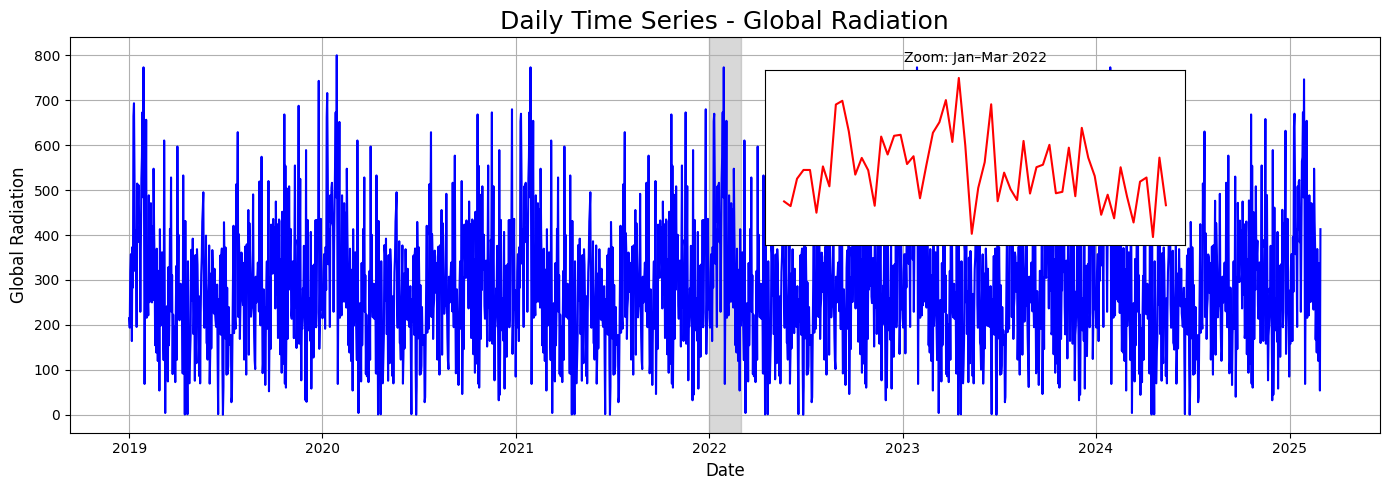 Daily Time Series - Global Radiation
Zoom: Jan–Mar 2022
Global Radiation
800
700
600
500
400
300
200
100
0
2019 2020 2021 2022 2023 2024 2025
Date